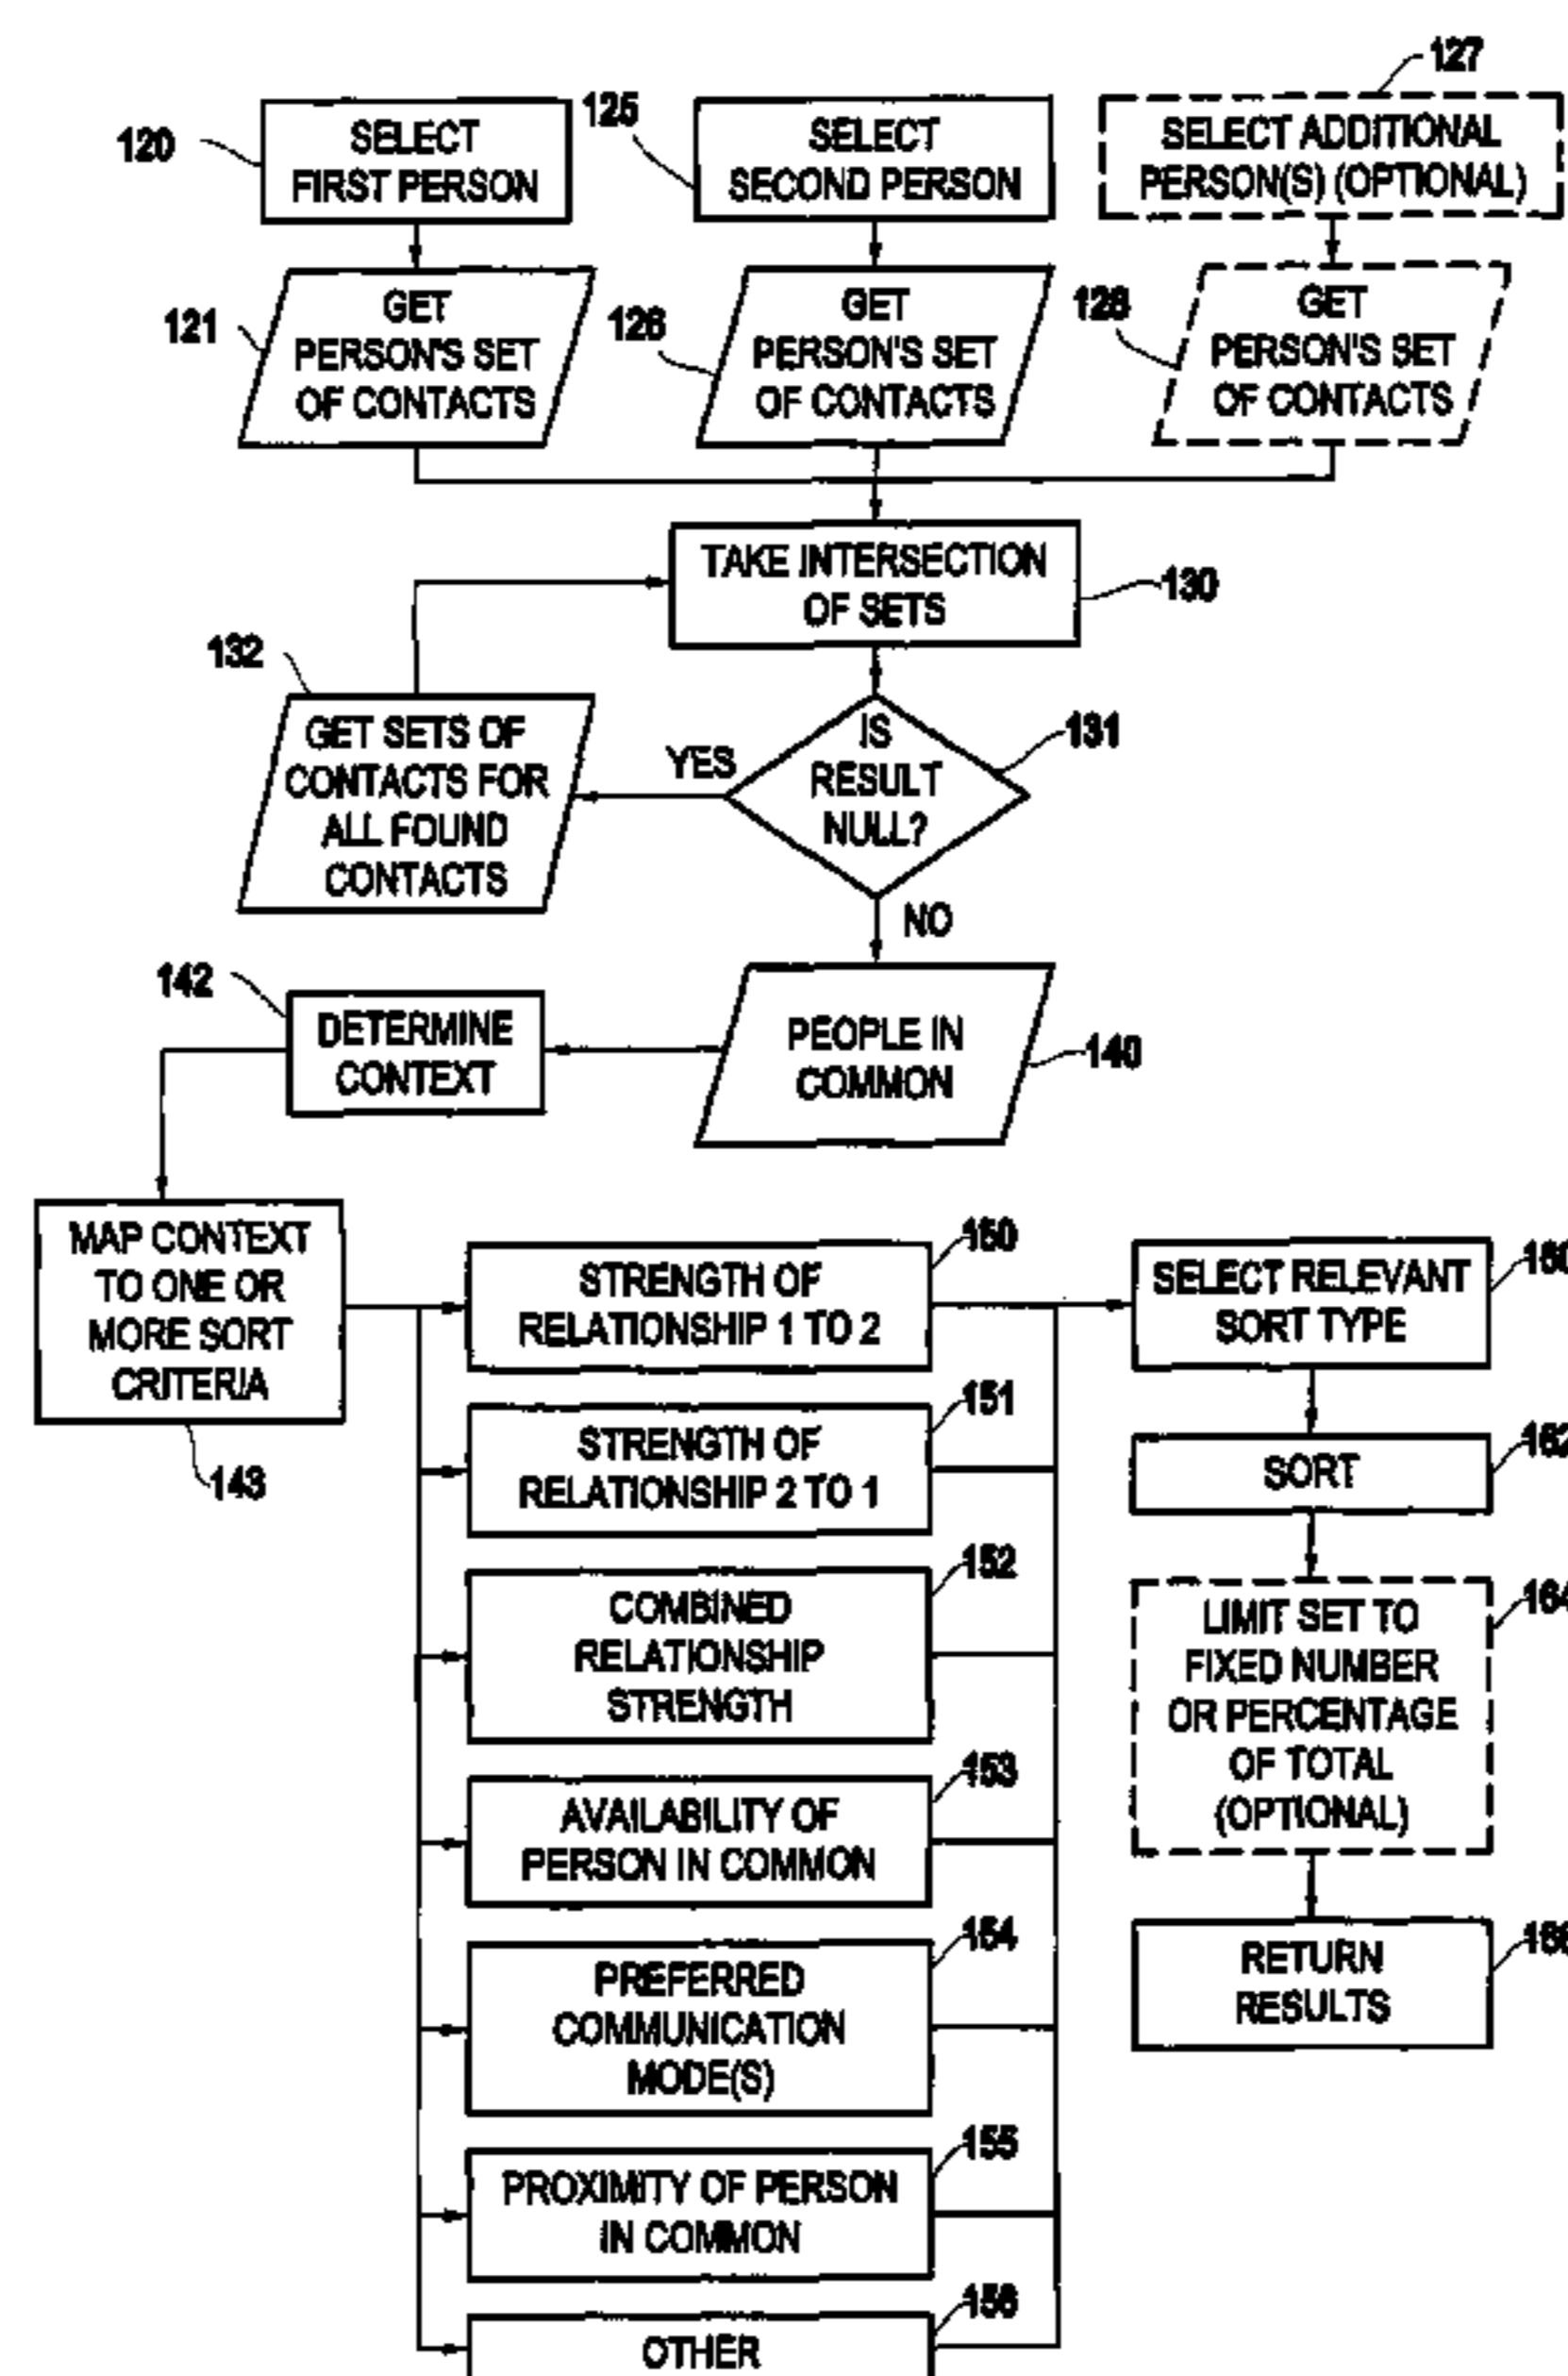 127
120
SELECT
FIRST PERSON
125
SELECT
SECOND PERSON
SELECT ADDITIONAL
PERSON(S) (OPTIONAL)
121
GET
PERSON'S SET
OF CONTACTS
126
GET
PERSON'S SET
OF CONTACTS
128
GET
PERSON'S SET
OF CONTACTS
TAKE INTERSECTION
OF SETS
130
132
GET SETS OF
CONTACTS FOR
ALL FOUND
CONTACTS
YES
IS
RESULT
NULL?
131
NO
142
DETERMINE
CONTEXT
PEOPLE IN
COMMON
140
MAP CONTEXT
TO ONE OR
MORE SORT
CRITERIA
143
STRENGTH OF
RELATIONSHIP 1 TO 2
150
STRENGTH OF
RELATIONSHIP 2 TO 1
151
COMBINED
RELATIONSHIP
STRENGTH
152
AVAILABILITY OF
PERSON IN COMMON
153
PREFERRED
COMMUNICATION
MODE(S)
154
PROXIMITY OF PERSON
IN COMMON
155
OTHER
156
SELECT RELEVANT
SORT TYPE
160
SORT
162
LIMIT SET TO
FIXED NUMBER
OR PERCENTAGE
OF TOTAL
(OPTIONAL)
164
RETURN
RESULTS